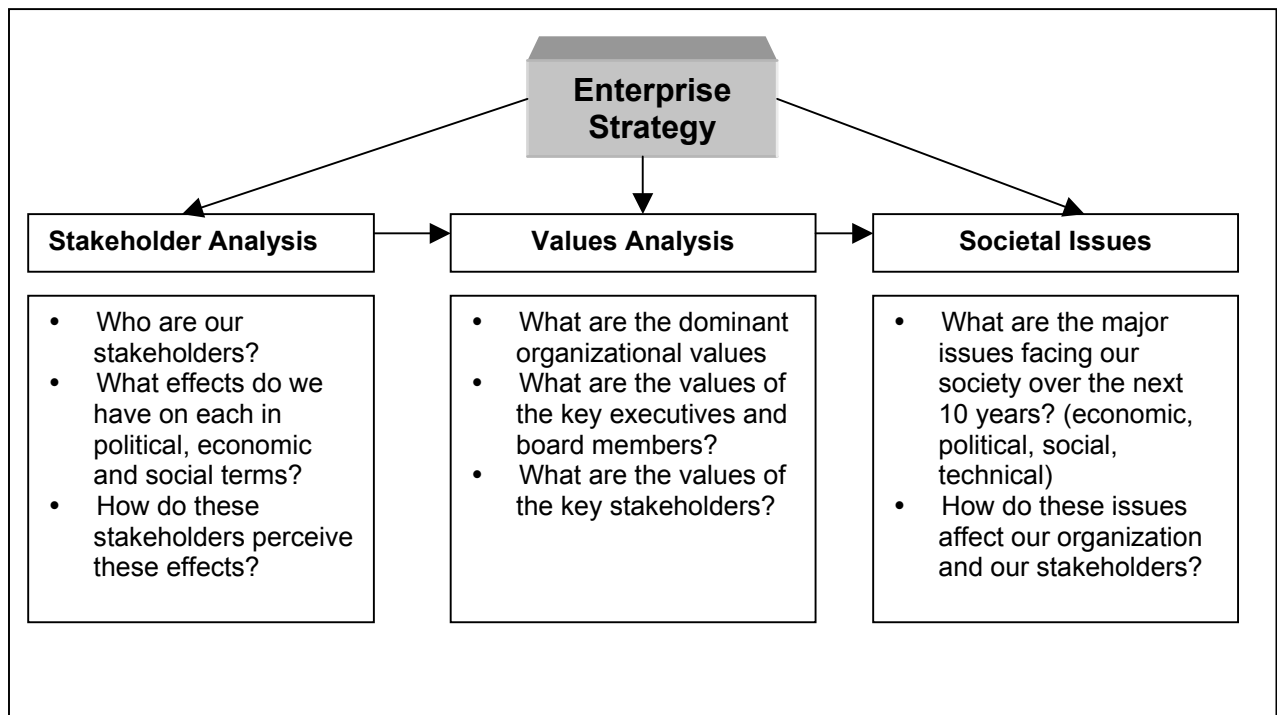 Enterprise
Strategy
Stakeholder Analysis
Values Analysis
Societal Issues
• Who are our
stakeholders?
• What effects do we
have on each in
political, economic
and social terms?
• How do these
stakeholders perceive
these effects?
• What are the dominant
organizational values
• What are the values of
the key executives and
board members?
• What are the values of
the key stakeholders?
• What are the major
issues facing our
society over the next
10 years? (economic,
political, social,
technical)
• How do these issues
affect our organization
and our stakeholders?